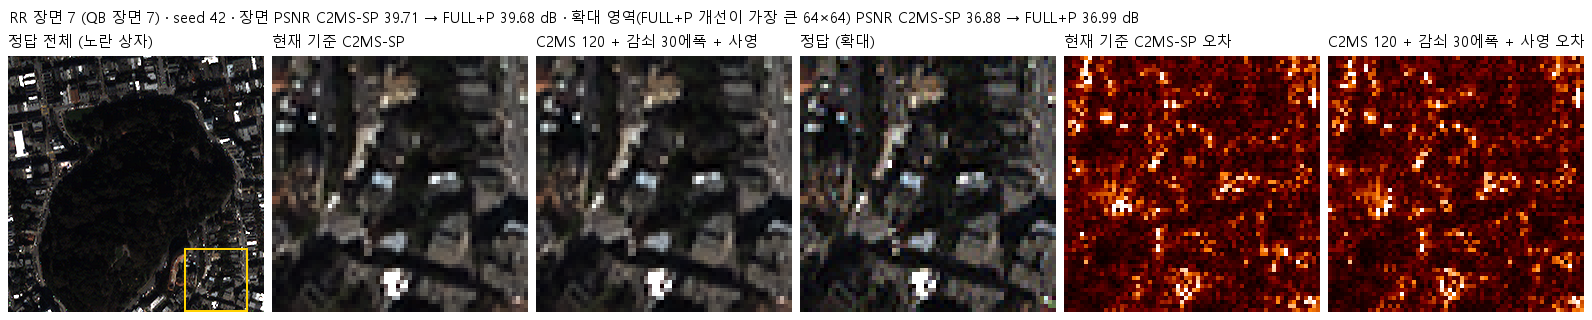 RR 장면 7 (QB 장면 7) · seed 42 · 장면 PSNR C2MS-SP 39.71 → FULL+P 39.68 dB · 확대 영역(FULL+P 개선이 가장 큰 64×64) PSNR C2MS-SP 36.88 → FULL+P 36.99 dB
정답 전체 (노란 상자)
현재 기준 C2MS-SP
C2MS 120 + 감쇠 30에폭 + 사영
정답 (확대)
현재 기준 C2MS-SP 오차
C2MS 120 + 감쇠 30에폭 + 사영 오차